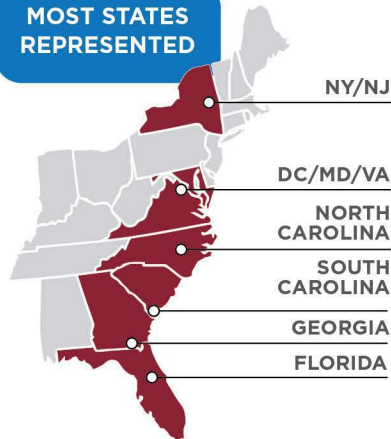 MOST STATES
REPRESENTED
NY/NJ
DC/MD/VA
NORTH
CAROLINA
SOUTH
CAROLINA
GEORGIA
FLORIDA